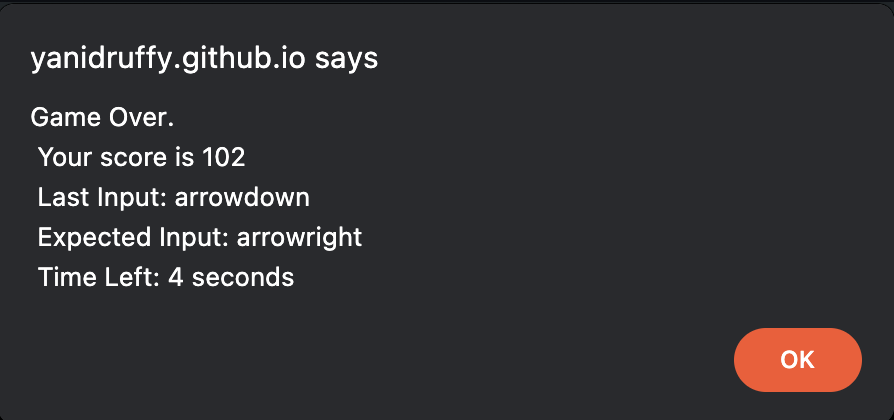 yanidruffy.github.io says
Game Over.
Your score is 102
Last Input: arrowdown
Expected Input: arrowright
Time Left: 4 seconds
OK